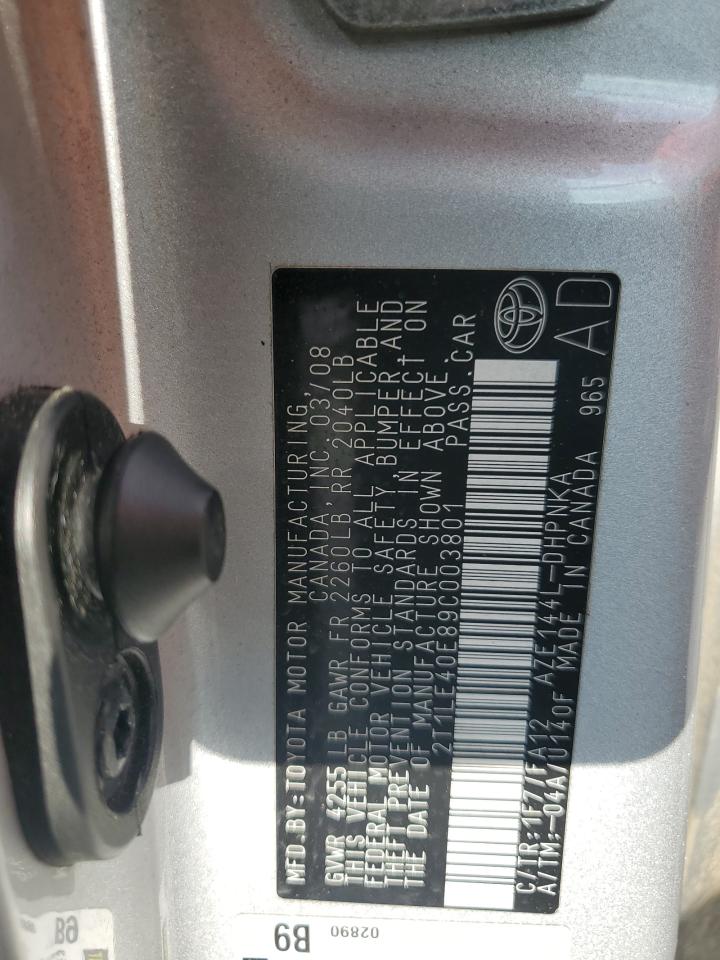 MFD.BY:TOYOTA MOTOR MANUFACTURING
CANADA, INC. 03/08
GVWR 4255LB GAWR FR 2260LB RR 2040LB
THIS VEHICLE CONFORMS TO ALL APPLICABLE
FEDERAL MOTOR VEHICLE SAFETY, BUMPER, AND
THEFT PREVENTION STANDARDS IN EFFECT ON
THE DATE OF MANUFACTURE SHOWN ABOVE.
2T1LE40E89C003801 PASS.CAR
C/TR:1F7/FA12 AZE144L-DHPNKA
A/TM:-04A/U140F MADE IN CANADA 965
AD
B9
02890
B9